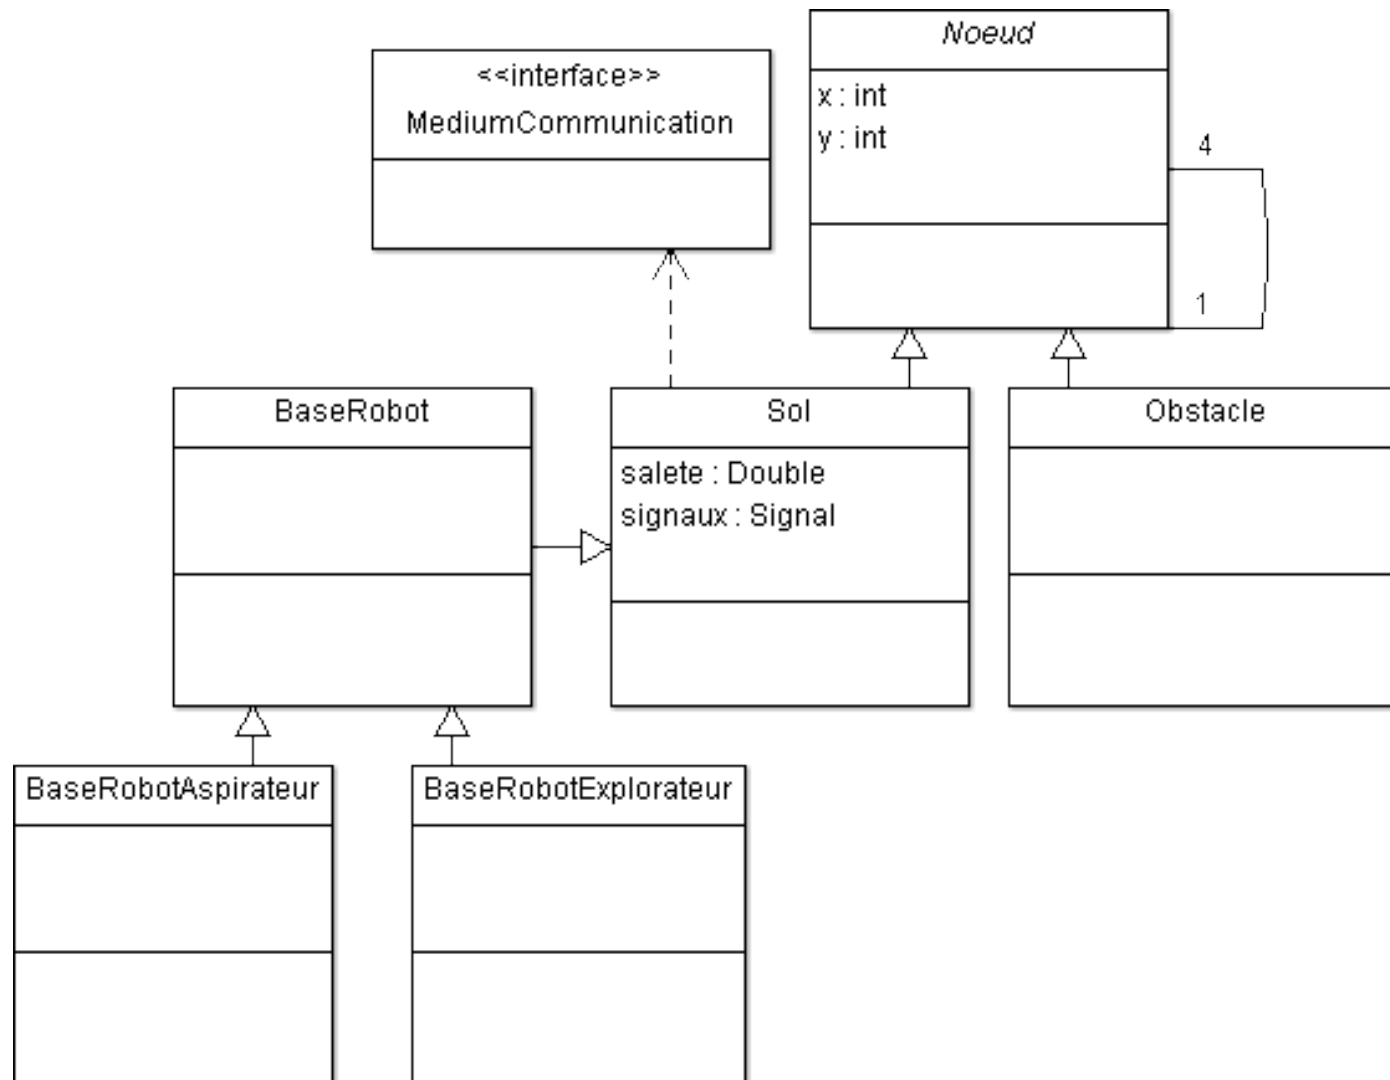 Noeud
x : int
y : int
4
1
<<interface>>
MediumCommunication
BaseRobot
Sol
salete : Double
signaux : Signal
Obstacle
BaseRobotAspirateur
BaseRobotExplorateur